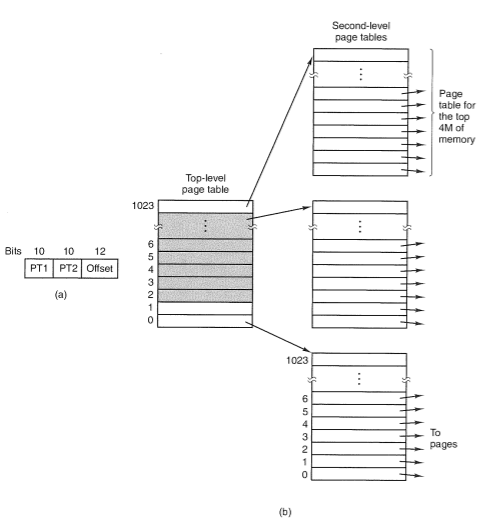 Second-level
page tables
Page
table for
the top
4M of
memory
Top-level
page table
1023
6
5
4
3
2
1
0
Bits 10 10 12
PT1 PT2 Offset
(a)
1023
6
5
4
3
2
1
0
To
pages
(b)